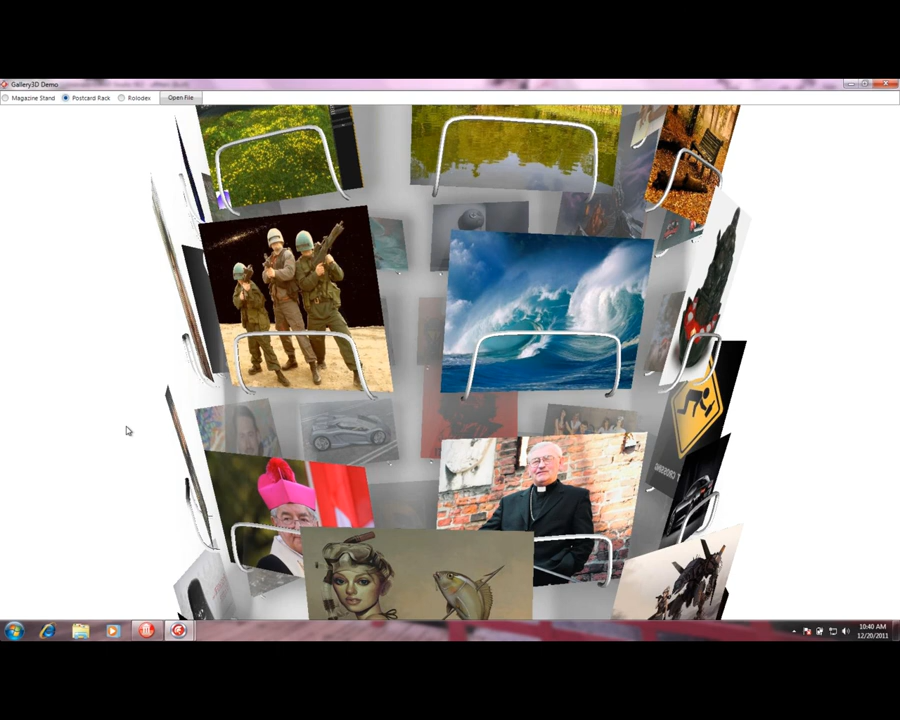 Gallery3D Demo
Magazine Stand Postcard Rack Rolodex Open File
10:40 AM
12/20/2011